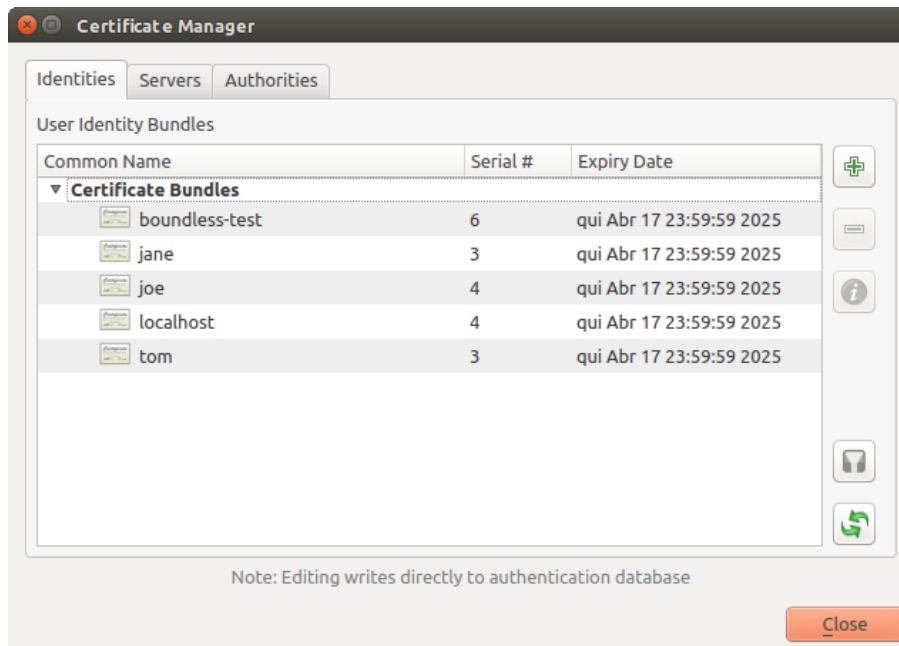 Certificate Manager
Identities Servers Authorities
User Identity Bundles
Common Name Serial # Expiry Date
Certificate Bundles
boundless-test 6 qui Abr 17 23:59:59 2025
jane 3 qui Abr 17 23:59:59 2025
joe 4 qui Abr 17 23:59:59 2025
localhost 4 qui Abr 17 23:59:59 2025
tom 3 qui Abr 17 23:59:59 2025
Note: Editing writes directly to authentication database
Close